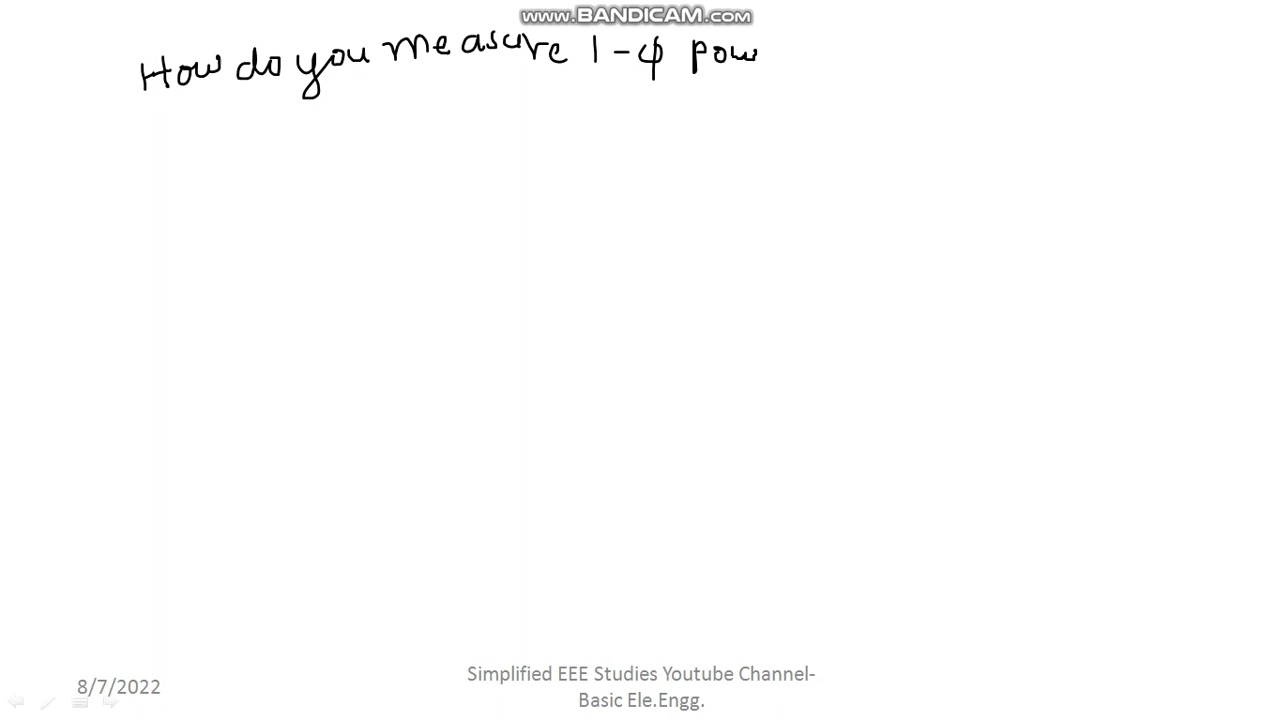 www.BANDICAM.com
How do you measure 1-φ pow
8/7/2022
Simplified EEE Studies Youtube Channel-
Basic Ele.Engg.